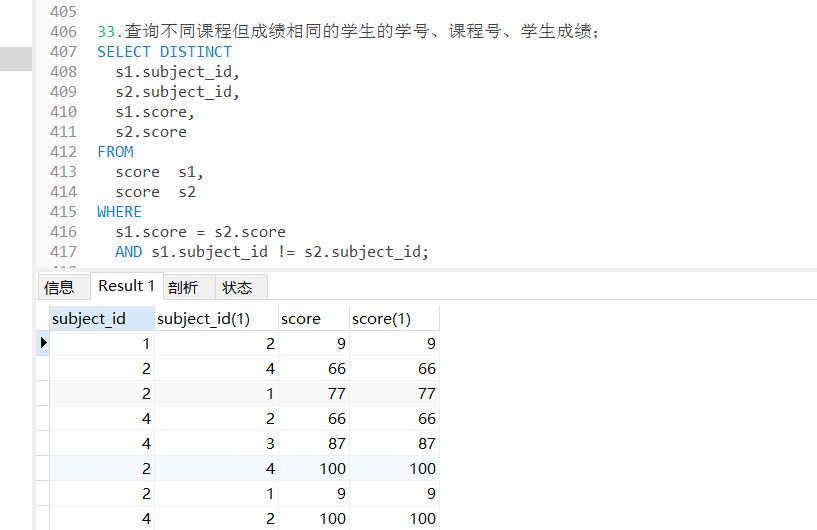 405
406 33.查询不同课程但成绩相同的学生的学号、课程号、学生成绩;
407 SELECT DISTINCT
408 s1.subject_id,
409 s2.subject_id,
410 s1.score,
411 s2.score
412 FROM
413 score s1,
414 score s2
415 WHERE
416 s1.score = s2.score
417 AND s1.subject_id != s2.subject_id;
信息 Result 1 剖析 状态
subject_id subject_id(1) score score(1)
1 2 9 9
2 4 66 66
2 1 77 77
4 2 66 66
4 3 87 87
2 4 100 100
2 1 9 9
4 2 100 100